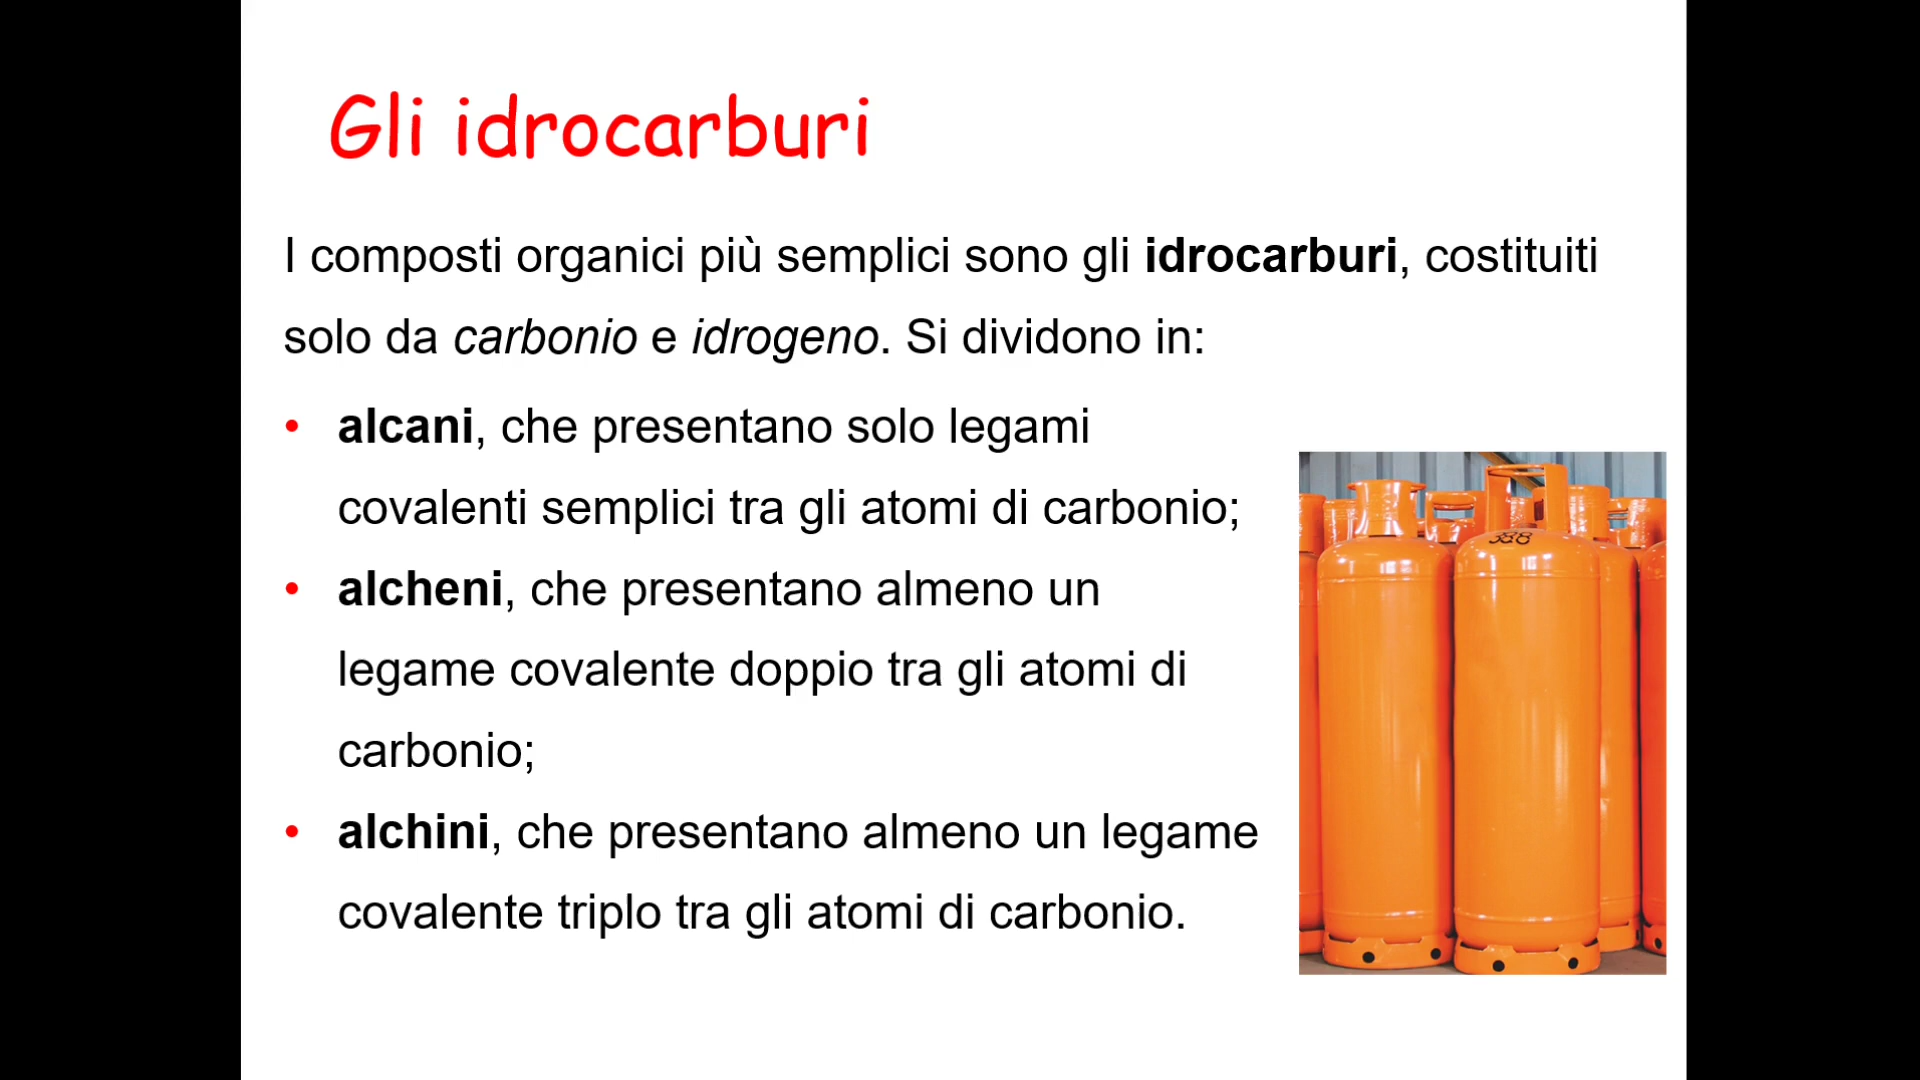 Gli idrocarburi
I composti organici più semplici sono gli idrocarburi, costituiti
solo da carbonio e idrogeno. Si dividono in:
• alcani, che presentano solo legami
covalenti semplici tra gli atomi di carbonio;
• alcheni, che presentano almeno un
legame covalente doppio tra gli atomi di
carbonio;
• alchini, che presentano almeno un legame
covalente triplo tra gli atomi di carbonio.